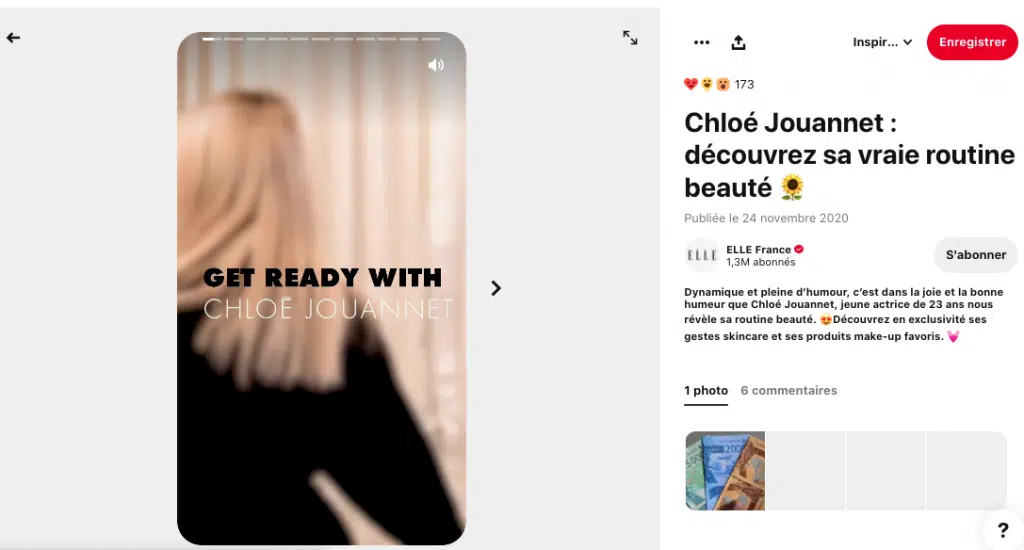 GET READY WITH
CHLOÉ JOUANNET
Inspir...
Enregistrer
173
Chloé Jouannet :
découvrez sa vraie routine
beauté 🌻
Publiée le 24 novembre 2020
ELLE
ELLE France
1,3M abonnés
S'abonner
Dynamique et pleine d'humour, c'est dans la joie et la bonne
humeur que Chloé Jouannet, jeune actrice de 23 ans nous
révèle sa routine beauté. 😍Découvrez en exclusivité ses
gestes skincare et ses produits make-up favoris. 💓
1 photo
6 commentaires
?